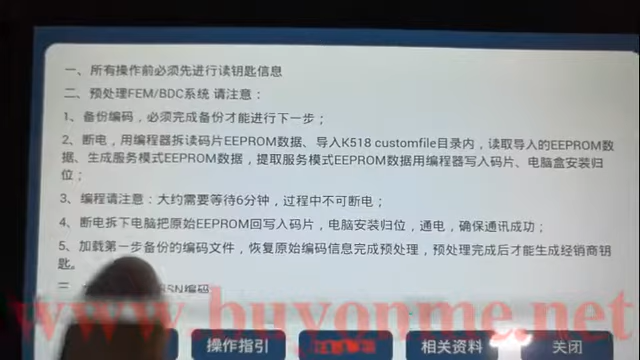 一、所有操作前必须先进行读钥匙信息
二、预处理FEM/BDC系统 请注意：
1、备份编码，必须完成备份才能进行下一步；
2、断电，用编程器拆读码片EEPROM数据、导入K518 customfile目录内，读取导入的EEPROM数
据、生成服务模式EEPROM数据，提取服务模式EEPROM数据用编程器写入码片、电脑盒安装归
位；
3、编程请注意：大约需要等待6分钟，过程中不可断电；
4、断电拆下电脑把原始EEPROM回写入码片，电脑安装归位，通电，确保通讯成功；
5、加载第一步备份的编码文件，恢复原始编码信息完成预处理，预处理完成后才能生成经销商钥
匙。
SN编码
www.buyonme.net
操作指引
相关资料
关闭